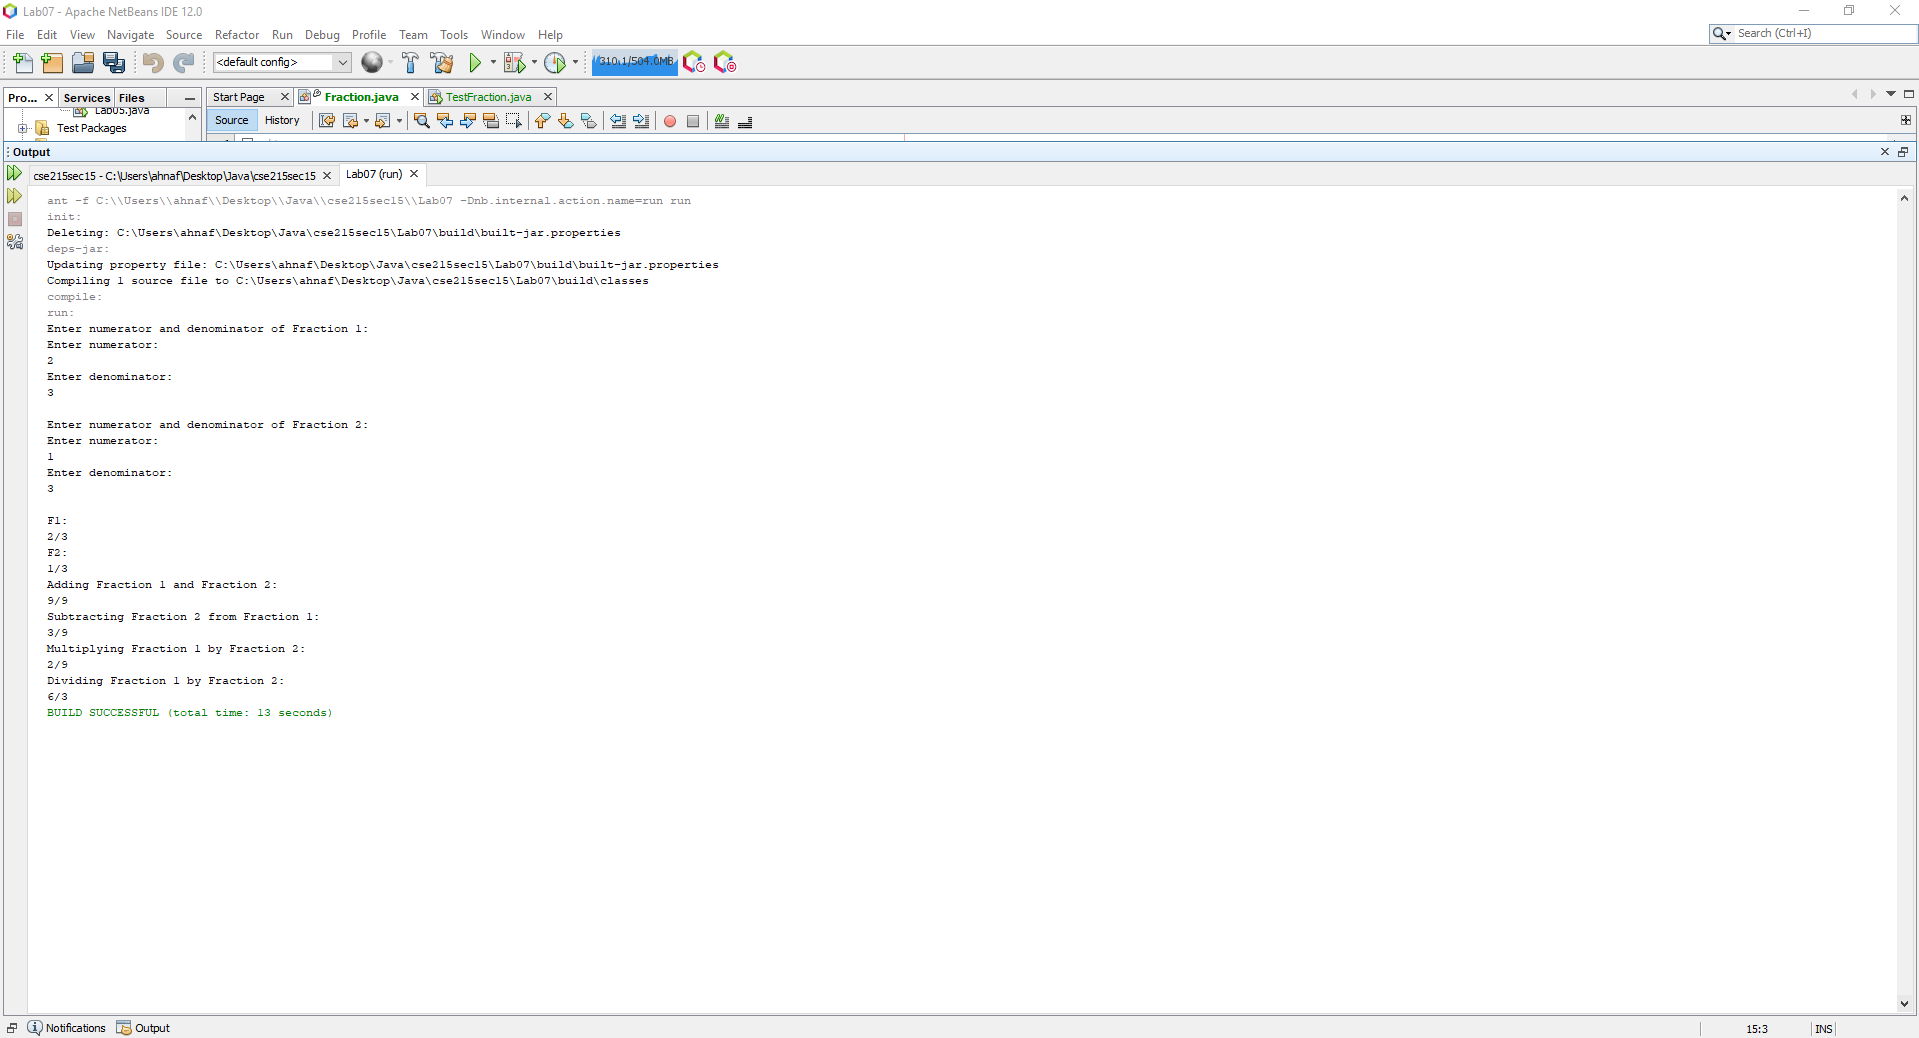 Lab07 - Apache NetBeans IDE 12.0
File Edit View Navigate Source Refactor Run Debug Profile Team Tools Window Help
Search (Ctrl+I)
<default config>
310.1/504.0MB
Pro... Services Files
Start Page Fraction.java TestFraction.java
Lab05.java
Source History
Test Packages
Output
cse215sec15 - C:\Users\ahnaf\Desktop\Java\cse215sec15 Lab07 (run)
ant -f C:\\Users\\ahnaf\\Desktop\\Java\\cse215sec15\\Lab07 -Dnb.internal.action.name=run run
init:
Deleting: C:\Users\ahnaf\Desktop\Java\cse215sec15\Lab07\build\built-jar.properties
deps-jar:
Updating property file: C:\Users\ahnaf\Desktop\Java\cse215sec15\Lab07\build\built-jar.properties
Compiling 1 source file to C:\Users\ahnaf\Desktop\Java\cse215sec15\Lab07\build\classes
compile:
run:
Enter numerator and denominator of Fraction 1:
Enter numerator:
2
Enter denominator:
3
Enter numerator and denominator of Fraction 2:
Enter numerator:
1
Enter denominator:
3
F1:
2/3
F2:
1/3
Adding Fraction 1 and Fraction 2:
9/9
Subtracting Fraction 2 from Fraction 1:
3/9
Multiplying Fraction 1 by Fraction 2:
2/9
Dividing Fraction 1 by Fraction 2:
6/3
BUILD SUCCESSFUL (total time: 13 seconds)
Notifications Output
15:3 INS